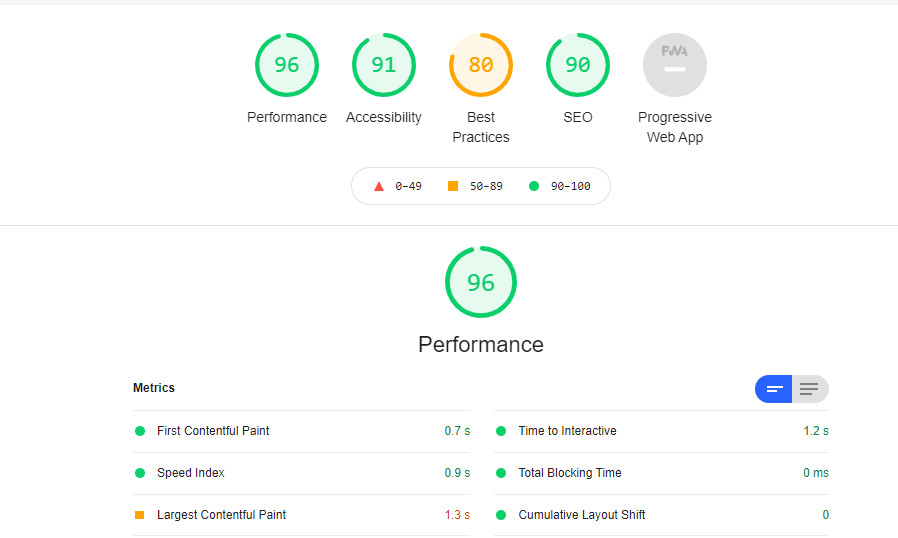 96
91
80
90
PWA
Performance
Accessibility
Best
Practices
SEO
Progressive
Web App
0–49
50–89
90–100
96
Performance
Metrics
First Contentful Paint 0.7 s
Time to Interactive 1.2 s
Speed Index 0.9 s
Total Blocking Time 0 ms
Largest Contentful Paint 1.3 s
Cumulative Layout Shift 0